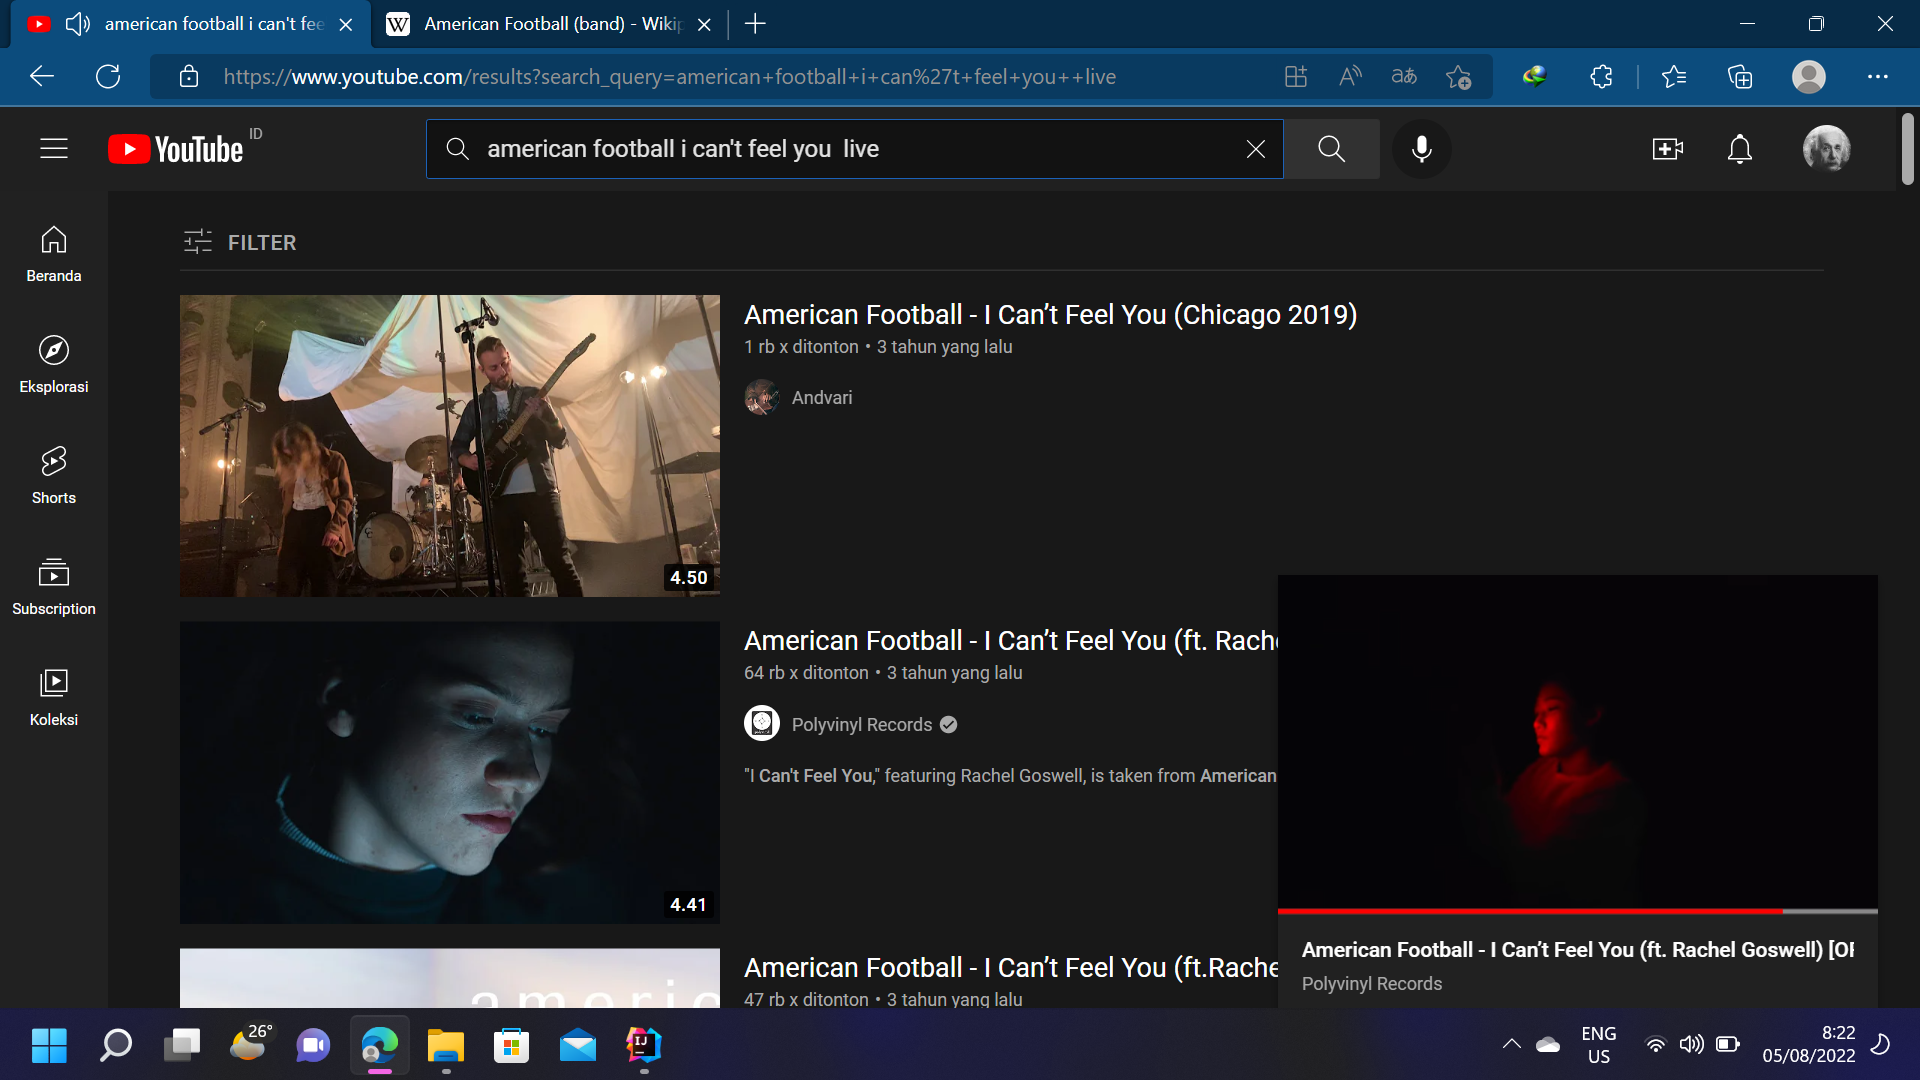 american football i can't fee
American Football (band) - Wikip
https://www.youtube.com/results?search_query=american+football+i+can%27t+feel+you++live
YouTube ID
american football i can't feel you  live
Beranda
Eksplorasi
Shorts
Subscription
Koleksi
FILTER
4.50
American Football - I Can’t Feel You (Chicago 2019)
1 rb x ditonton • 3 tahun yang lalu
Andvari
4.41
American Football - I Can’t Feel You (ft. Rach
64 rb x ditonton • 3 tahun yang lalu
Polyvinyl Records
"I Can't Feel You," featuring Rachel Goswell, is taken from American
americ
American Football - I Can’t Feel You (ft.Rache
47 rb x ditonton • 3 tahun yang lalu
American Football - I Can’t Feel You (ft. Rachel Goswell) [OF
Polyvinyl Records
26°
IJ
ENG
US
8:22
05/08/2022